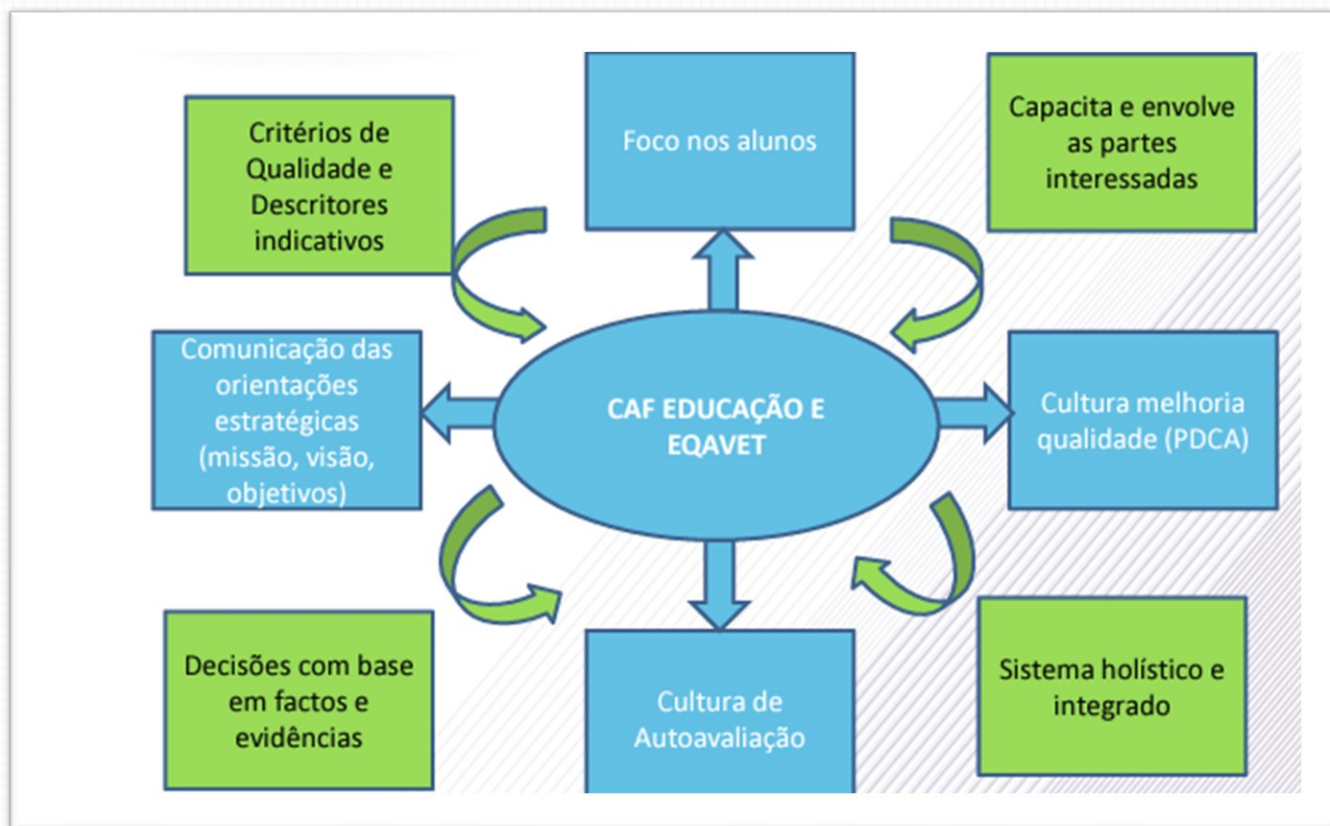 Critérios de
Qualidade e
Descritores
indicativos
Foco nos alunos
Capacita e envolve
as partes
interessadas
Comunicação das
orientações
estratégicas
(missão, visão,
objetivos)
CAF EDUCAÇÃO E
EQAVET
Cultura melhoria
qualidade (PDCA)
Decisões com base
em factos e
evidências
Cultura de
Autoavaliação
Sistema holístico e
integrado